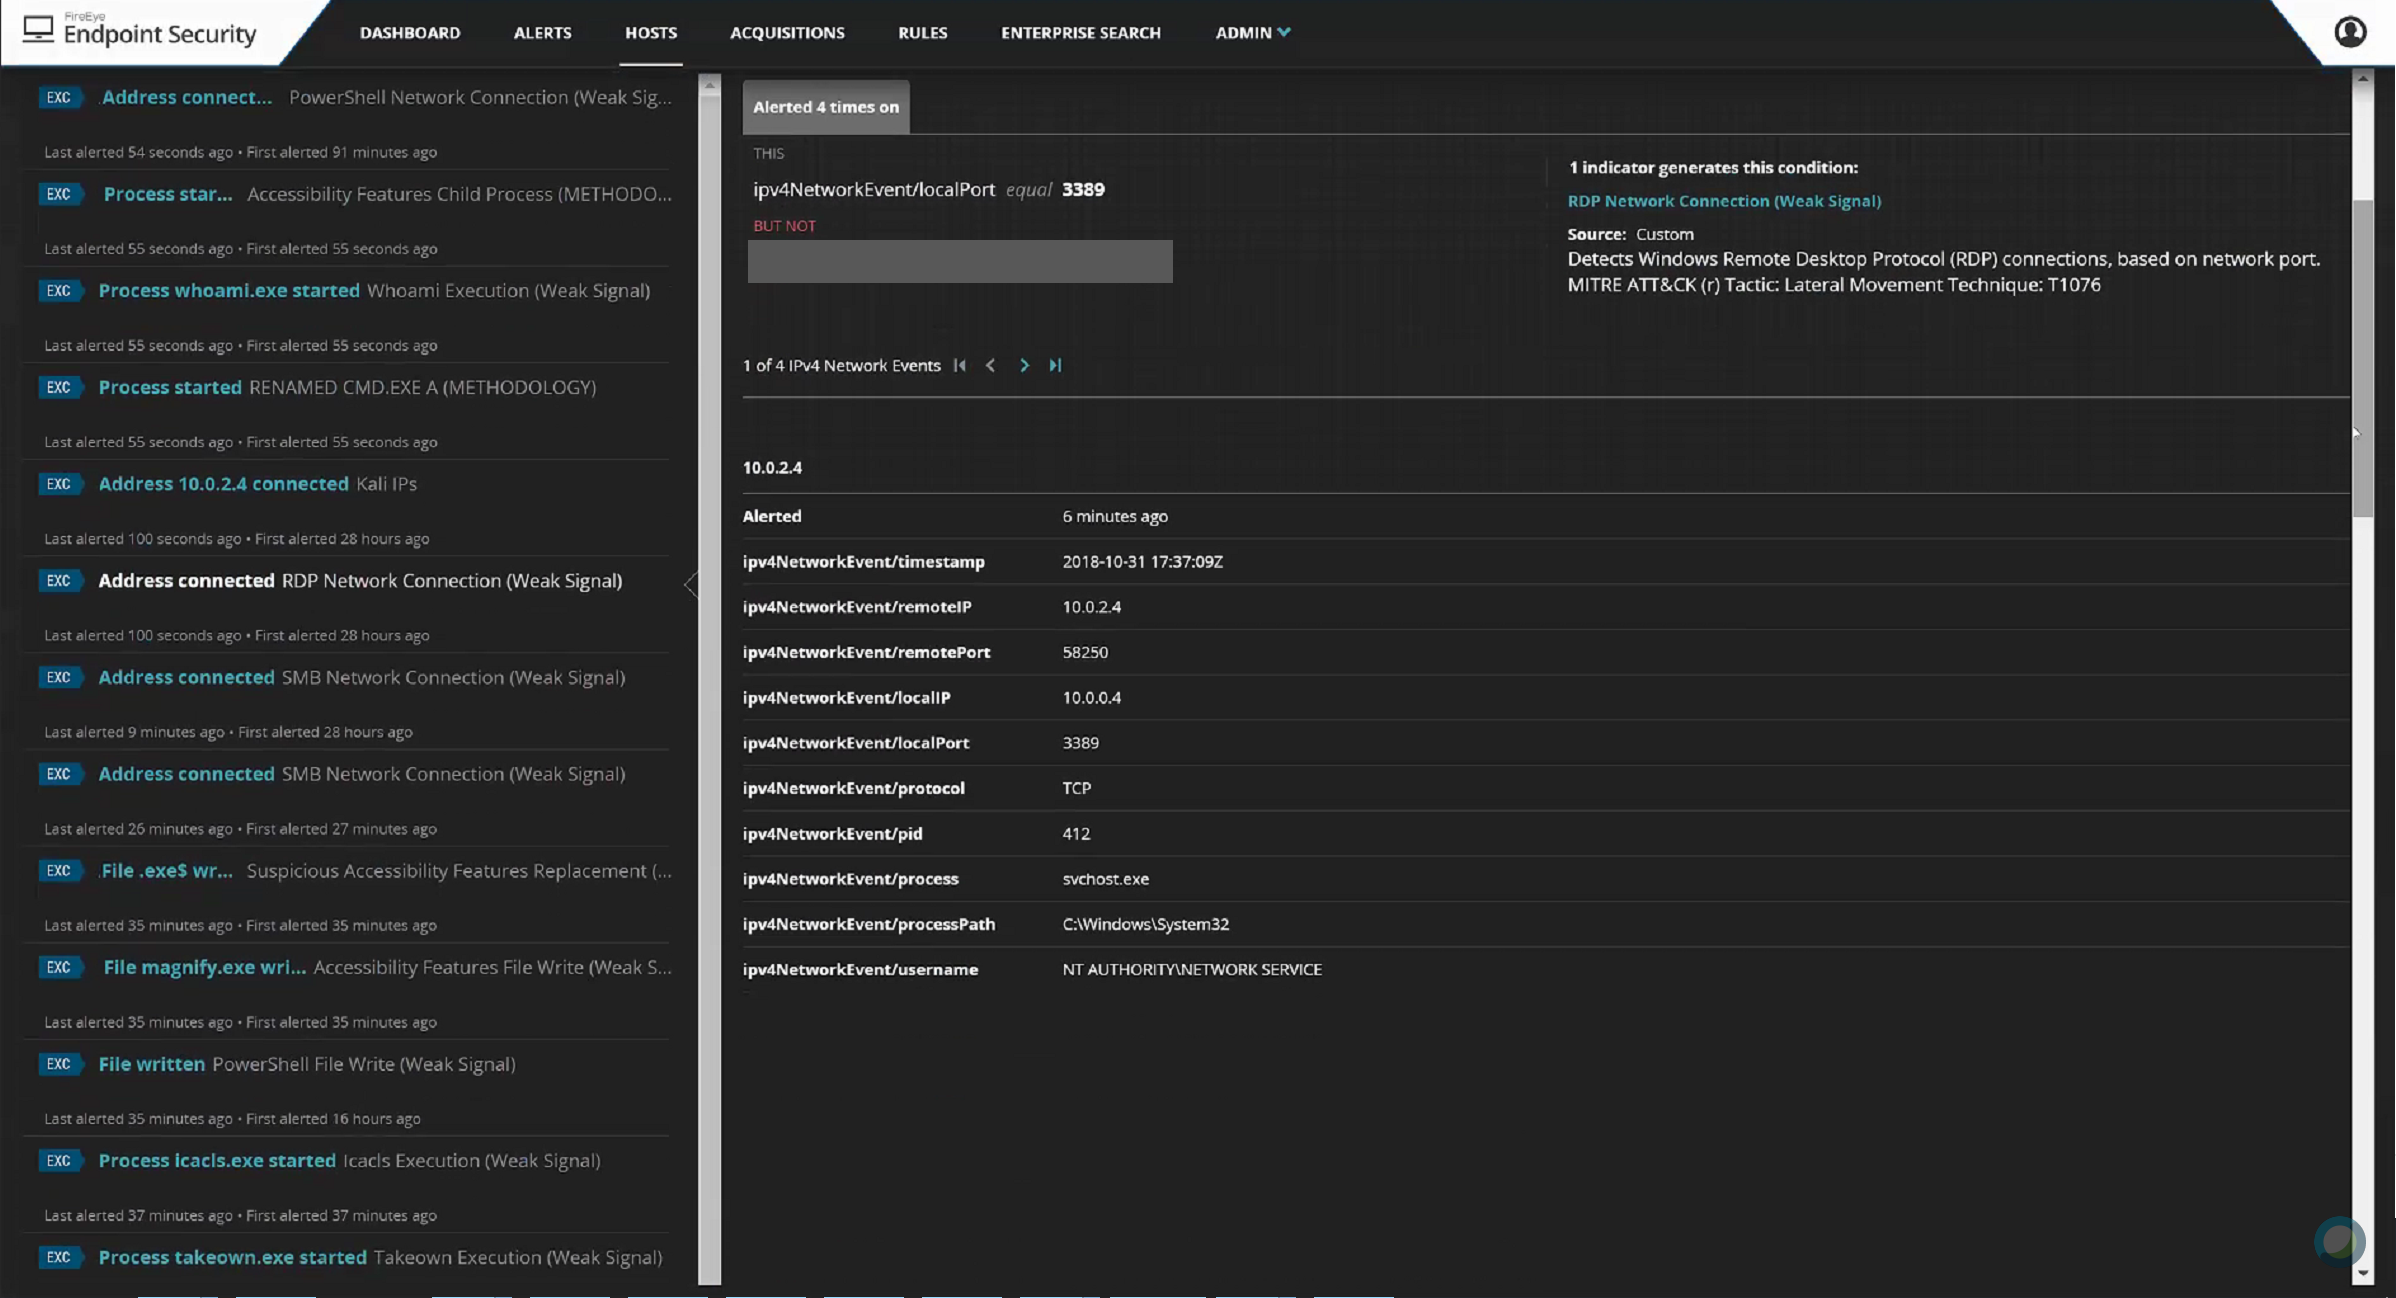 FireEye
Endpoint Security
DASHBOARD
ALERTS
HOSTS
ACQUISITIONS
RULES
ENTERPRISE SEARCH
ADMIN
EXC Address connect... PowerShell Network Connection (Weak Sig...
Last alerted 54 seconds ago • First alerted 91 minutes ago
EXC Process star... Accessibility Features Child Process (METHODO...
Last alerted 55 seconds ago • First alerted 55 seconds ago
EXC Process whoami.exe started Whoami Execution (Weak Signal)
Last alerted 55 seconds ago • First alerted 55 seconds ago
EXC Process started RENAMED CMD.EXE A (METHODOLOGY)
Last alerted 55 seconds ago • First alerted 55 seconds ago
EXC Address 10.0.2.4 connected Kali IPs
Last alerted 100 seconds ago • First alerted 28 hours ago
EXC Address connected RDP Network Connection (Weak Signal)
Last alerted 100 seconds ago • First alerted 28 hours ago
EXC Address connected SMB Network Connection (Weak Signal)
Last alerted 9 minutes ago • First alerted 28 hours ago
EXC Address connected SMB Network Connection (Weak Signal)
Last alerted 26 minutes ago • First alerted 27 minutes ago
EXC .File .exe$ wr... Suspicious Accessibility Features Replacement (...
Last alerted 35 minutes ago • First alerted 35 minutes ago
EXC File magnify.exe wri... Accessibility Features File Write (Weak S...
Last alerted 35 minutes ago • First alerted 35 minutes ago
EXC File written PowerShell File Write (Weak Signal)
Last alerted 35 minutes ago • First alerted 16 hours ago
EXC Process icacls.exe started Icacls Execution (Weak Signal)
Last alerted 37 minutes ago • First alerted 37 minutes ago
EXC Process takeown.exe started Takeown Execution (Weak Signal)
Alerted 4 times on
THIS
ipv4NetworkEvent/localPort equal 3389
BUT NOT
1 indicator generates this condition:
RDP Network Connection (Weak Signal)
Source: Custom
Detects Windows Remote Desktop Protocol (RDP) connections, based on network port.
MITRE ATT&CK (r) Tactic: Lateral Movement Technique: T1076
1 of 4 IPv4 Network Events
10.0.2.4
Alerted 6 minutes ago
ipv4NetworkEvent/timestamp 2018-10-31 17:37:09Z
ipv4NetworkEvent/remoteIP 10.0.2.4
ipv4NetworkEvent/remotePort 58250
ipv4NetworkEvent/localIP 10.0.0.4
ipv4NetworkEvent/localPort 3389
ipv4NetworkEvent/protocol TCP
ipv4NetworkEvent/pid 412
ipv4NetworkEvent/process svchost.exe
ipv4NetworkEvent/processPath C:\Windows\System32
ipv4NetworkEvent/username NT AUTHORITY\NETWORK SERVICE